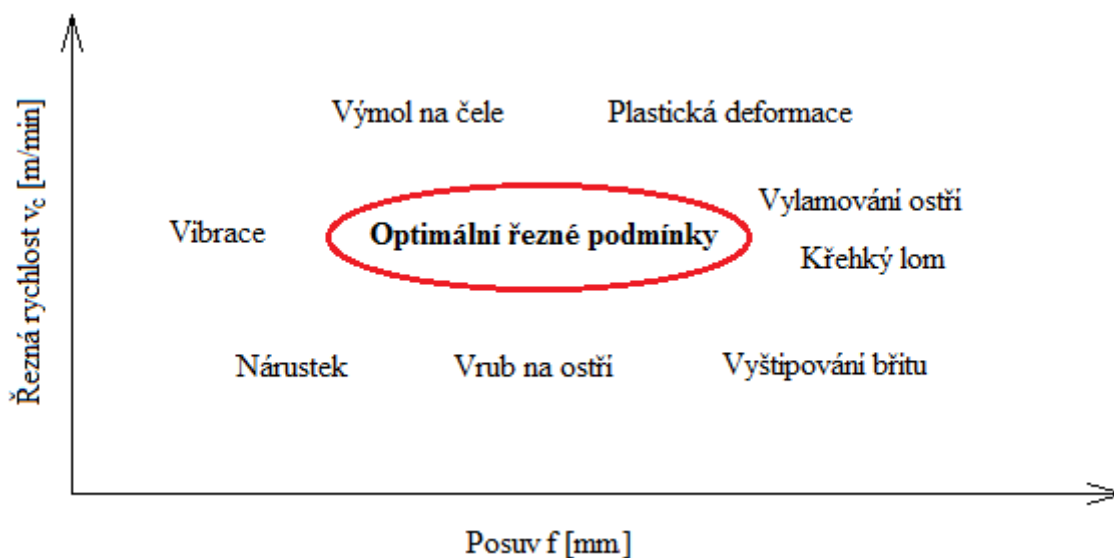 Řezná rychlost vc [m/min]
Výmol na čele
Plastická deformace
Vibrace
Optimální řezné podmínky
Vylamování ostří
Křehký lom
Nárustek
Vrub na ostří
Vyštipování břitu
Posuv f [mm]